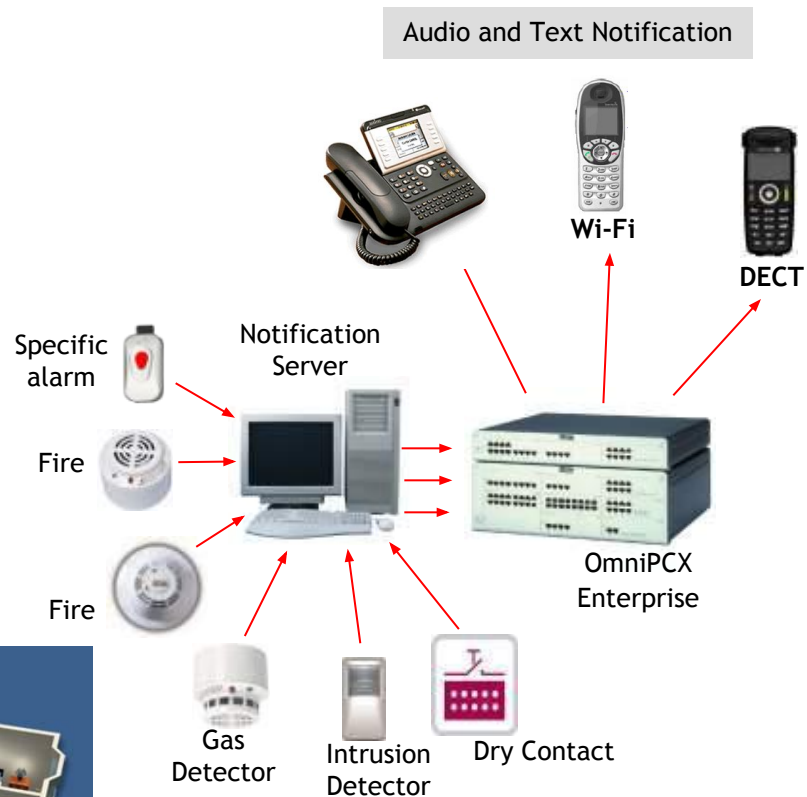 Audio and Text Notification
Wi-Fi
DECT
Notification
Server
Specific
alarm
Fire
OmniPCX
Enterprise
Fire
Gas
Detector
Intrusion
Detector
Dry Contact